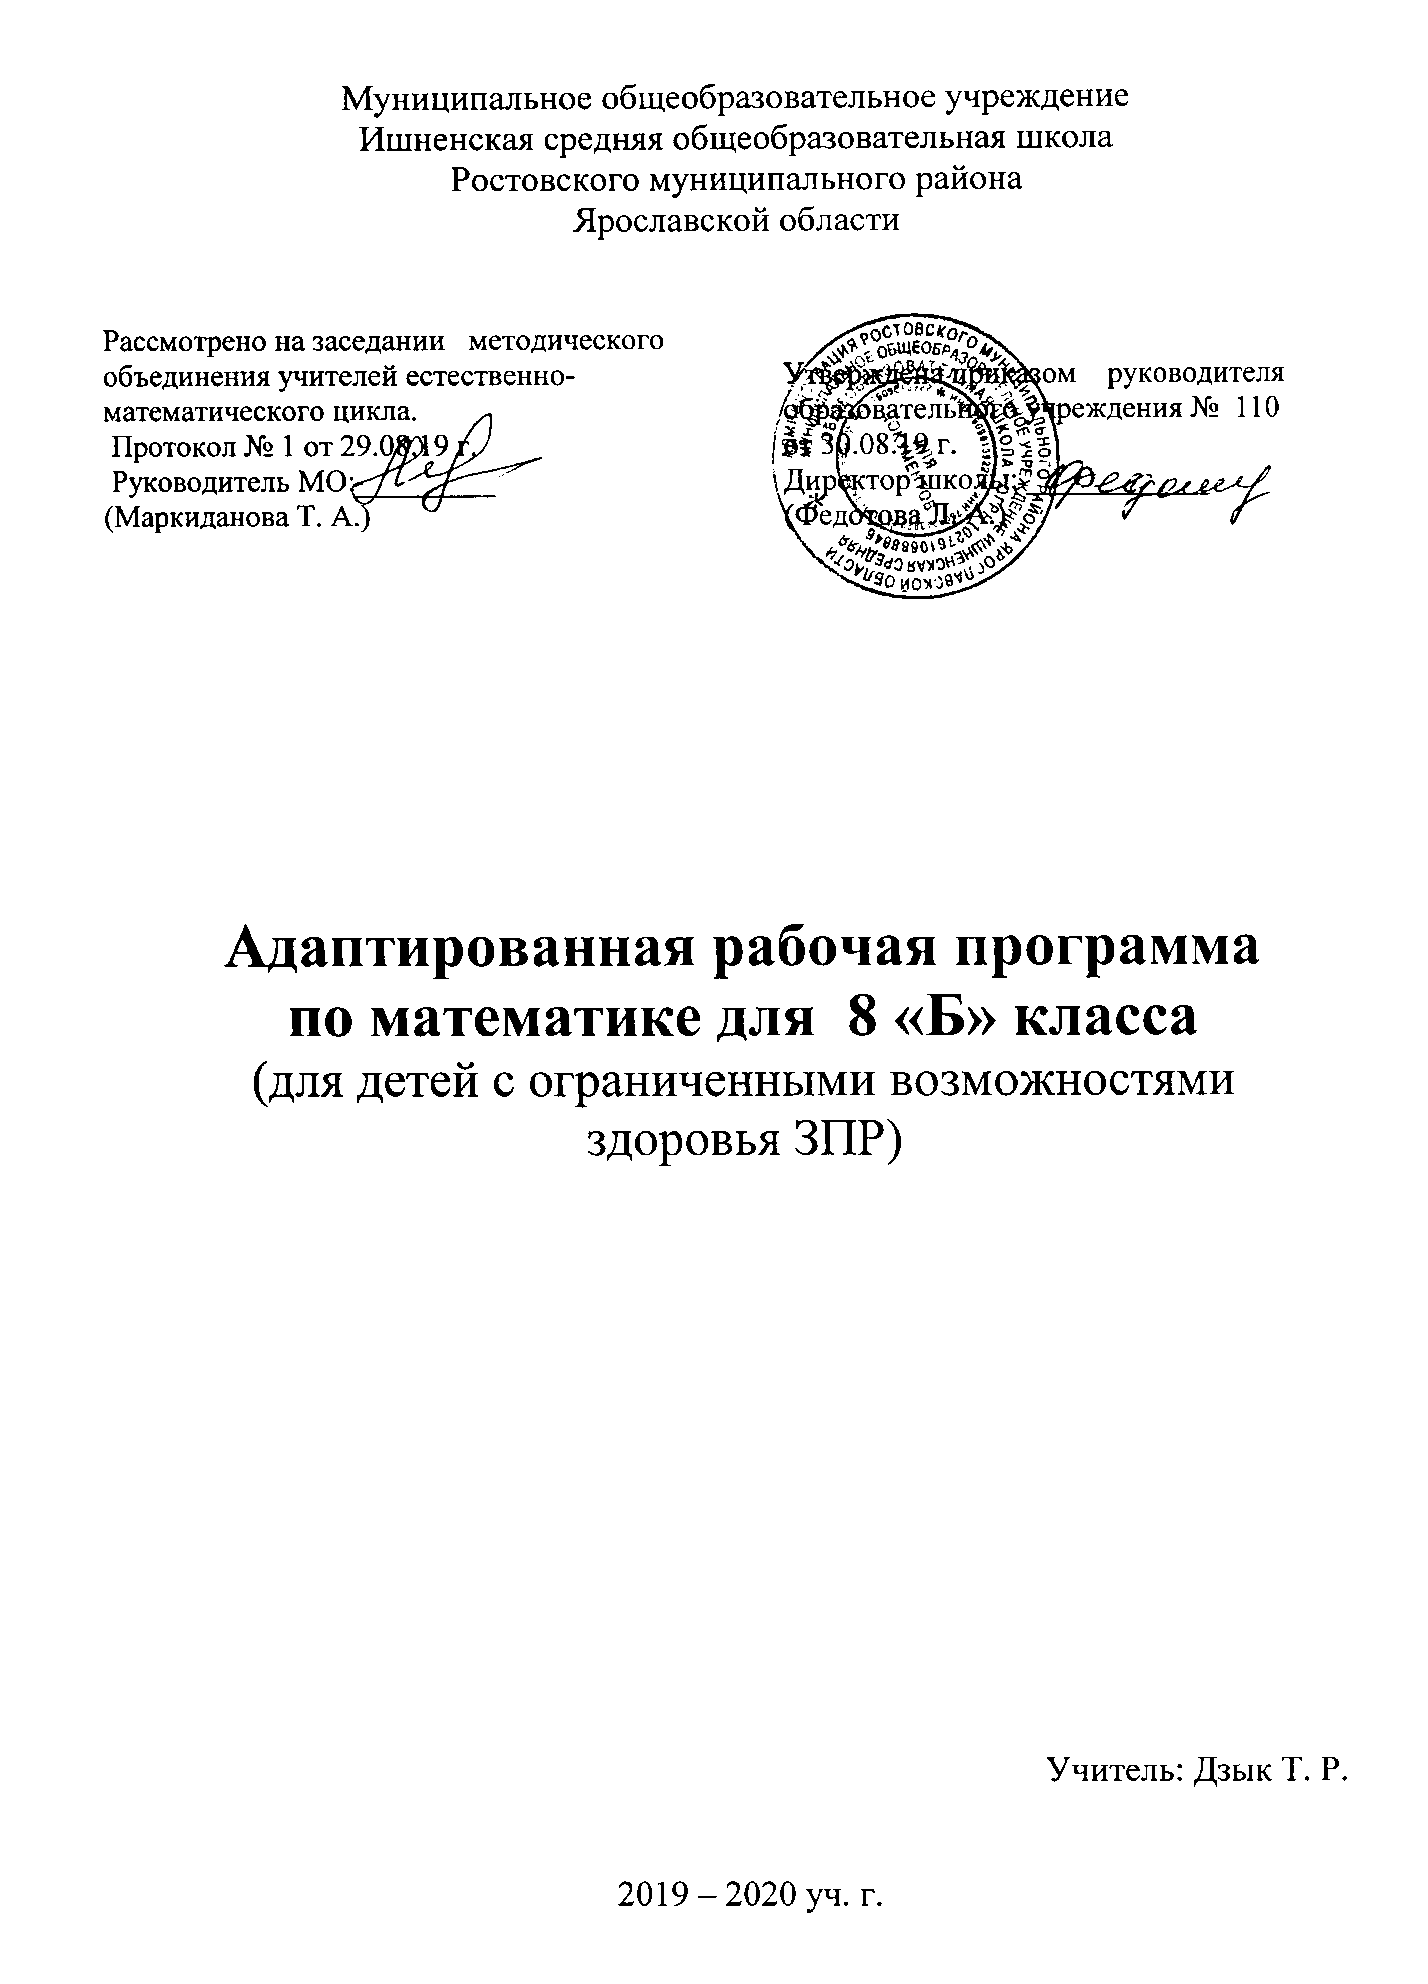 Муниципальное общеобразовательное учреждение
Ишненская средняя общеобразовательная школа
Ростовского муниципального района
Ярославской области
Рассмотрено на заседании методического
объединения учителей естественно-
математического цикла.
Протокол № 1 от 29.08.19 г.
Руководитель МО:
(Маркиданова Т. А.)
Утверждена приказом руководителя
образовательного учреждения № 110
от 30.08.19 г.
Директор школы:
(Федотова Л. А.)
Адаптированная рабочая программа
по математике для 8 «Б» класса
(для детей с ограниченными возможностями
здоровья ЗПР)
Учитель: Дзык Т. Р.
2019 – 2020 уч. г.